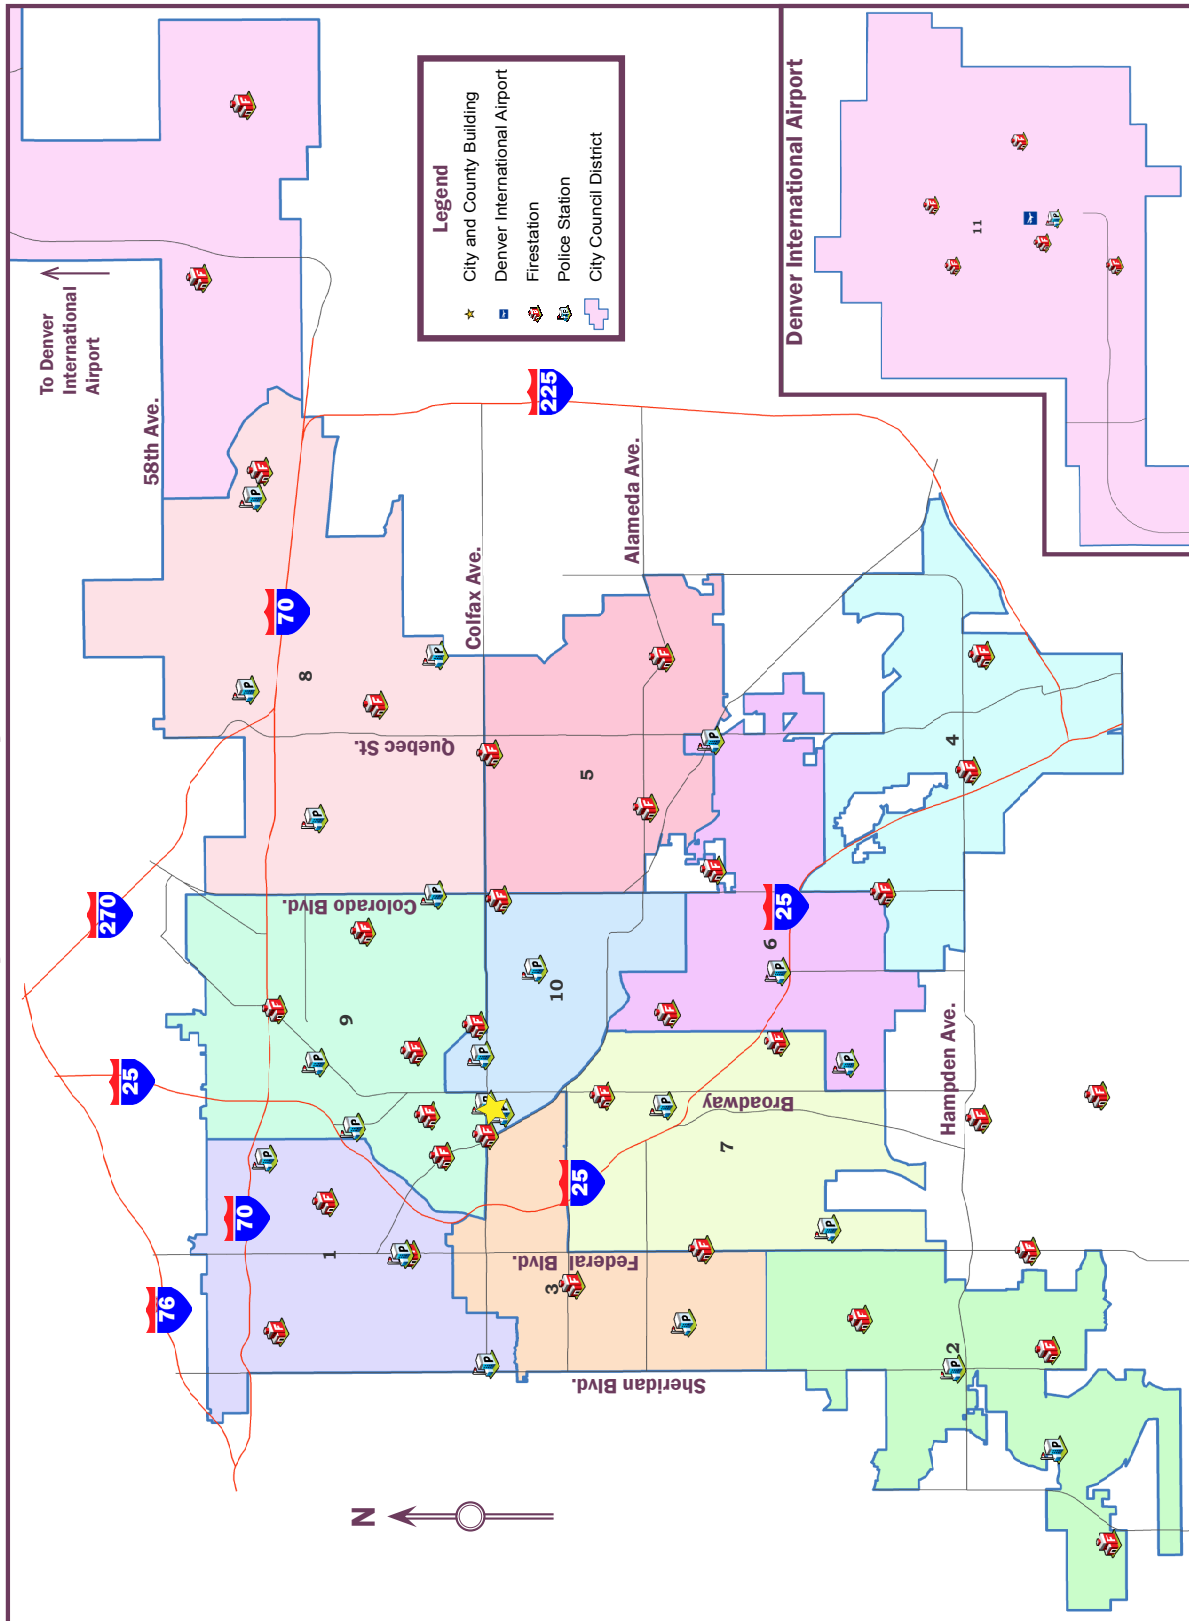 To Denver
International
Airport
58th Ave.
Legend
City and County Building
Denver International Airport
Firestation
Police Station
City Council District
Denver International Airport
11
225
70
Colfax Ave.
Alameda Ave.
8
Quebec St.
5
4
270
Colorado Blvd.
25
6
10
9
25
Hampden Ave.
Broadway
7
25
70
1
Federal Blvd.
3
76
Sheridan Blvd.
2
N